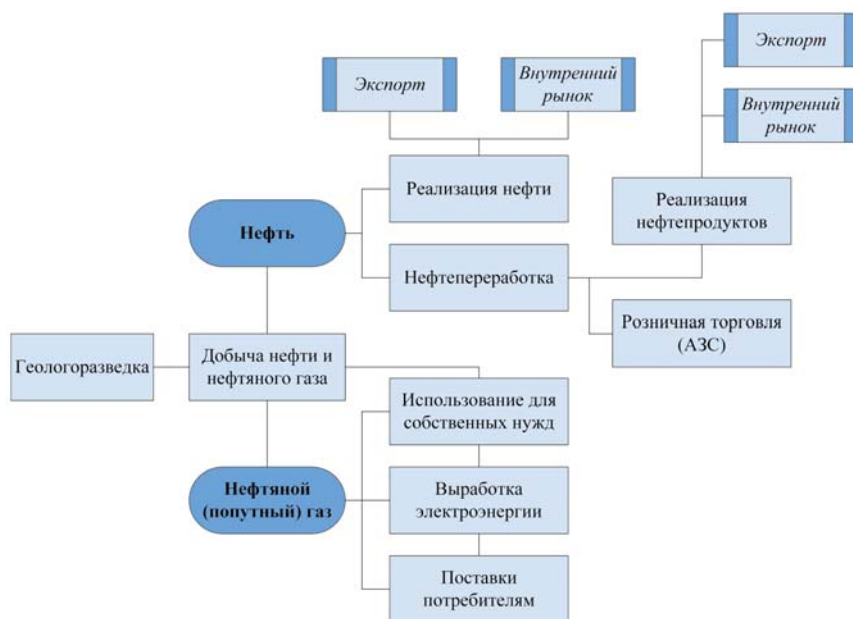 Экспорт
Экспорт
Внутренний
рынок
Внутренний
рынок
Реализация нефти
Реализация
нефтепродуктов
Нефть
Нефтепереработка
Розничная торговля
(АЗС)
Геологоразведка
Добыча нефти и
нефтяного газа
Использование для
собственных нужд
Нефтяной
(попутный) газ
Выработка
электроэнергии
Поставки
потребителям